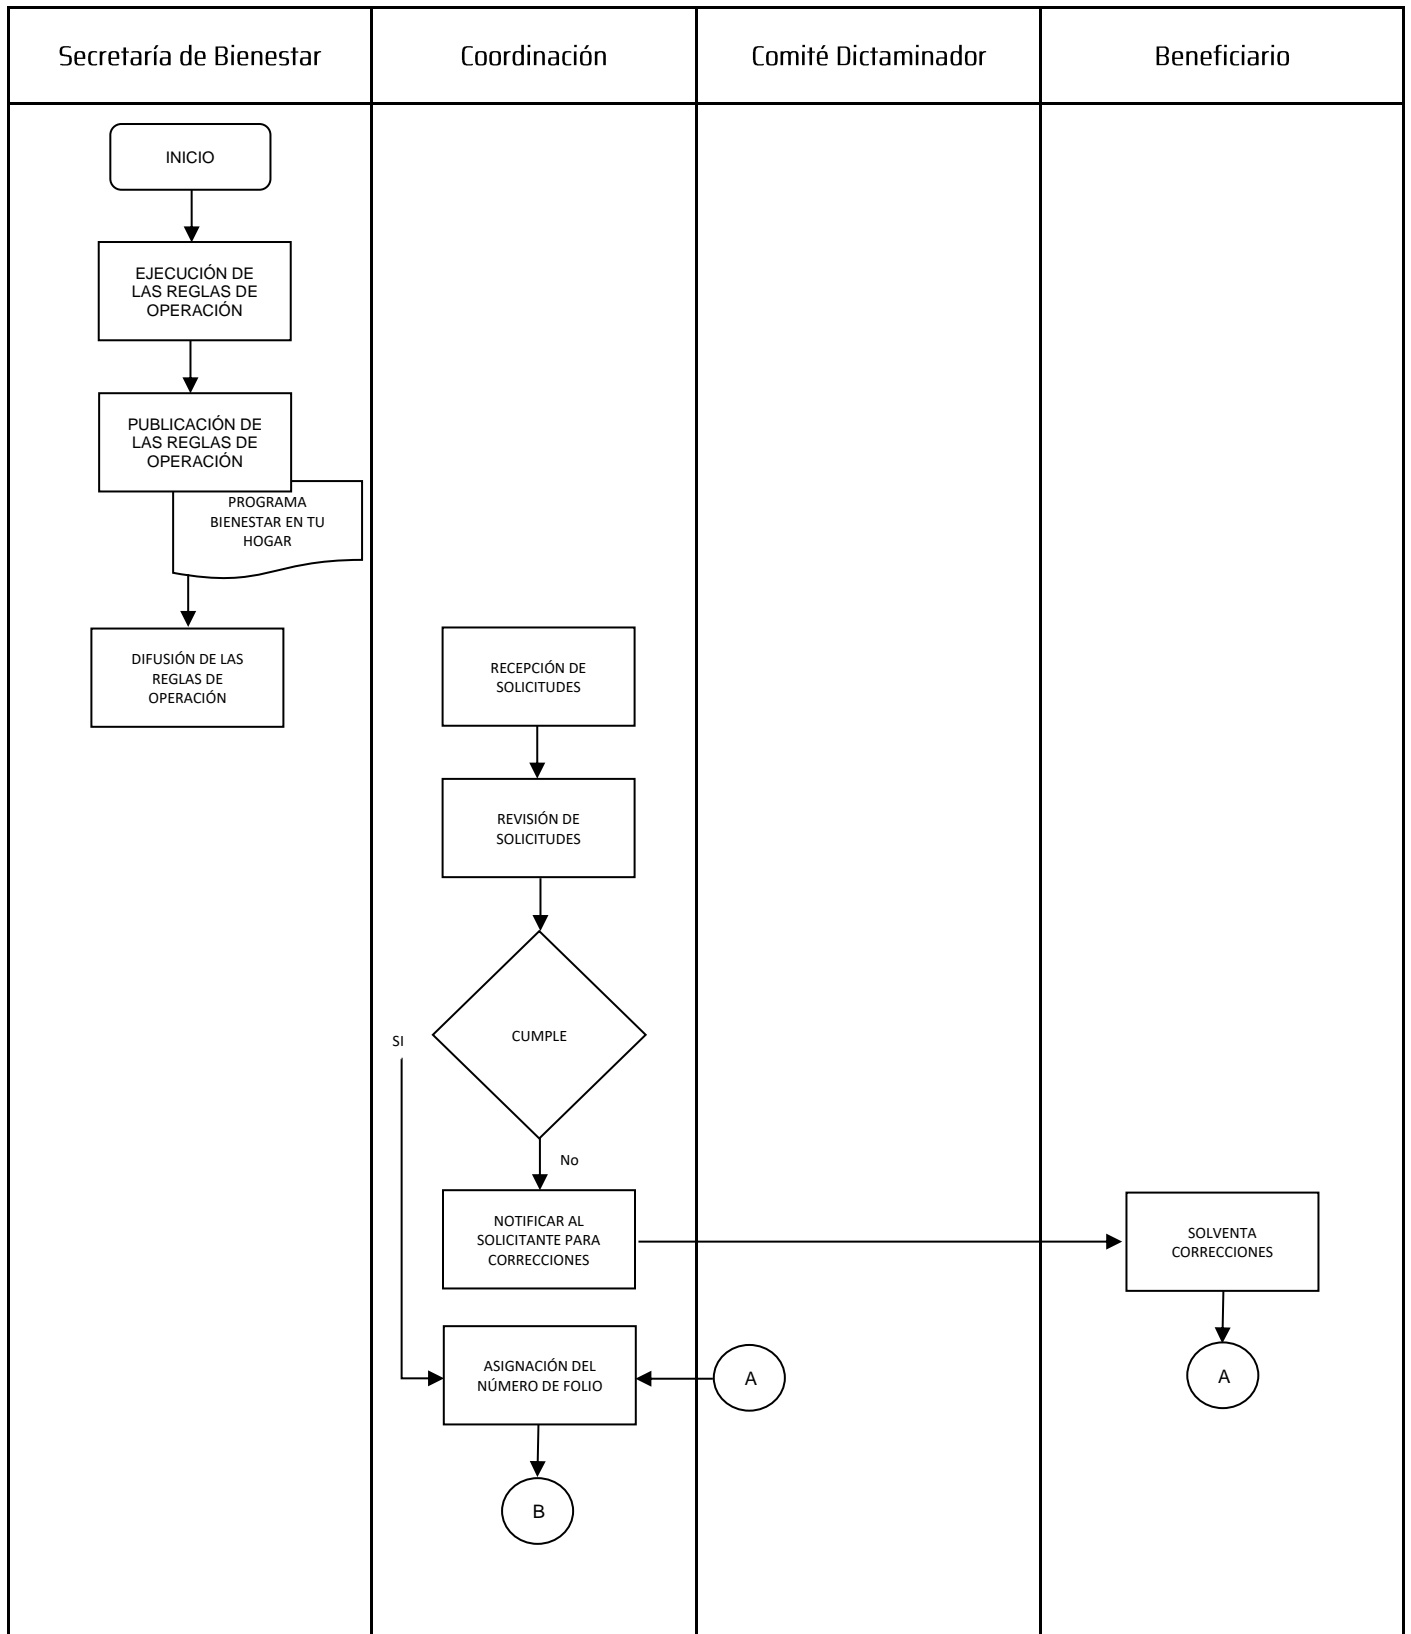 Secretaría de Bienestar
Coordinación
Comité Dictaminador
Beneficiario
INICIO
EJECUCIÓN DE
LAS REGLAS DE
OPERACIÓN
PUBLICACIÓN DE
LAS REGLAS DE
OPERACIÓN
PROGRAMA
BIENESTAR EN TU
HOGAR
DIFUSIÓN DE LAS
REGLAS DE
OPERACIÓN
RECEPCIÓN DE
SOLICITUDES
REVISIÓN DE
SOLICITUDES
CUMPLE
SI
No
NOTIFICAR AL
SOLICITANTE PARA
CORRECCIONES
SOLVENTA
CORRECCIONES
ASIGNACIÓN DEL
NÚMERO DE FOLIO
A
A
B